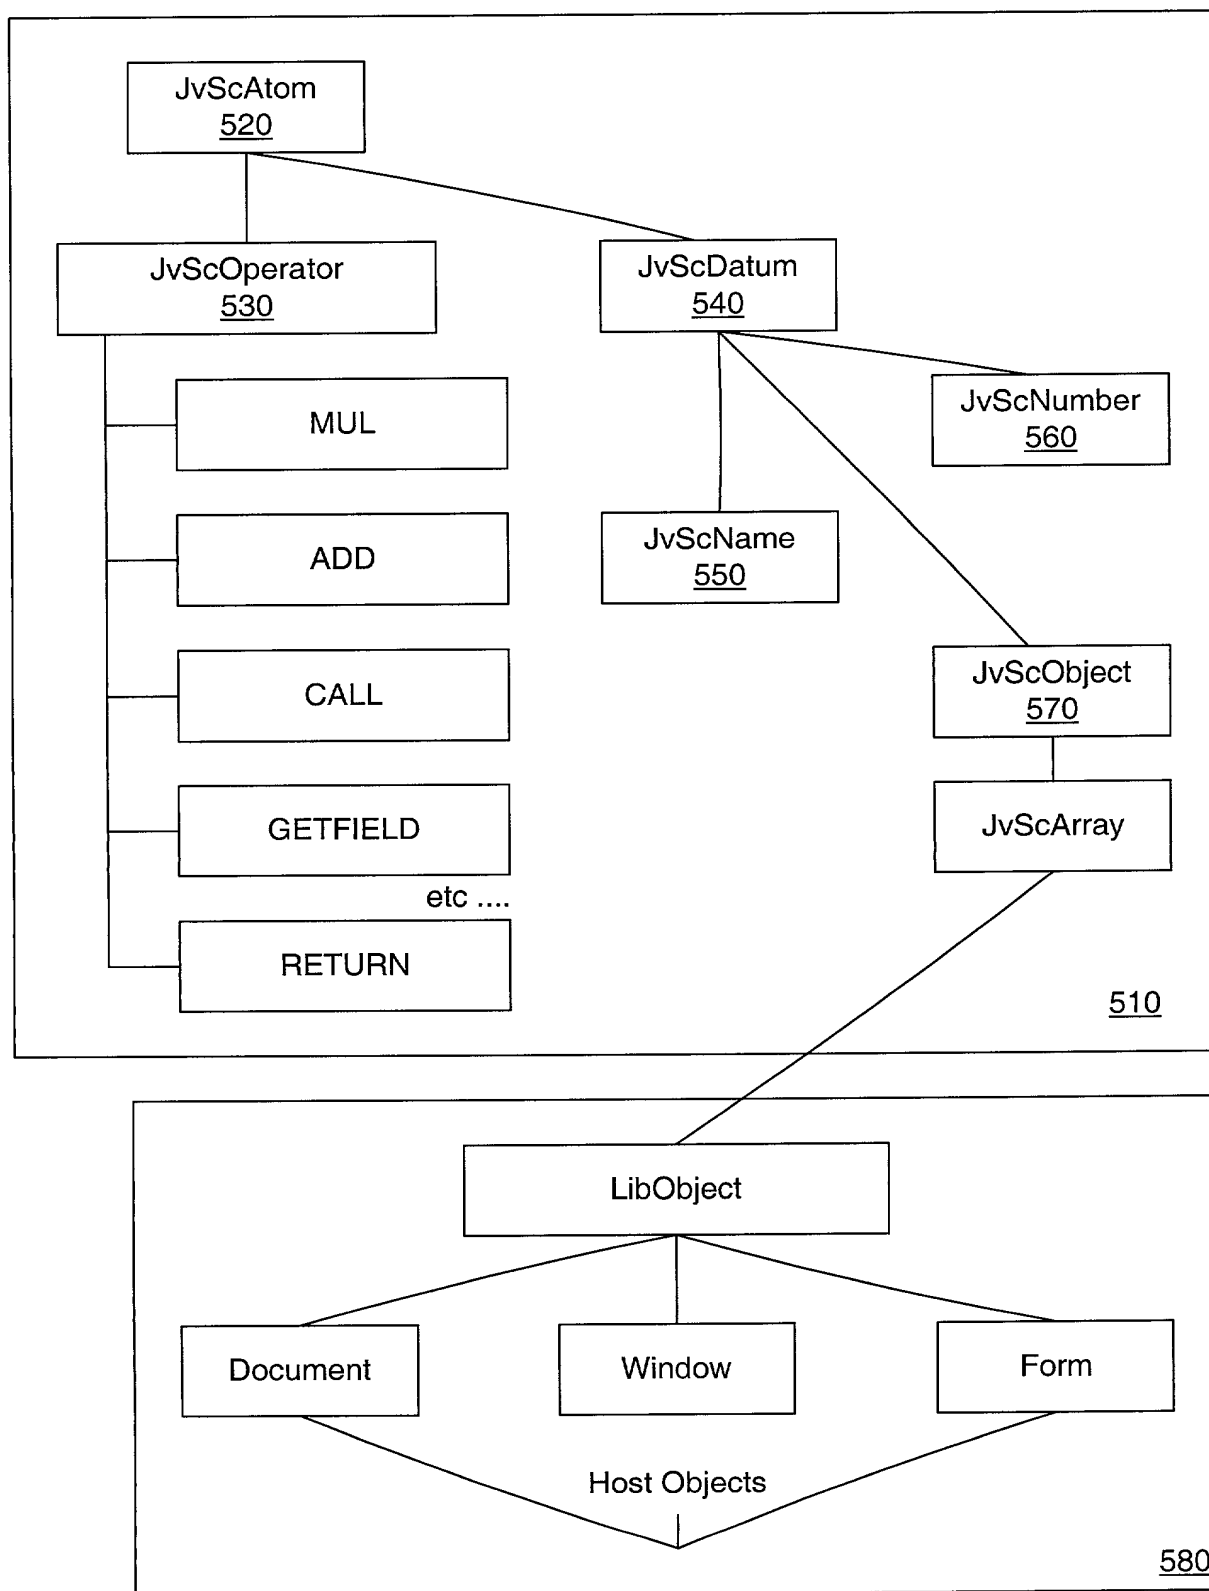 JvScAtom
520
JvScOperator
530
JvScDatum
540
MUL
JvScNumber
560
ADD
JvScName
550
CALL
JvScObject
570
GETFIELD
JvScArray
etc ....
RETURN
510
LibObject
Document
Window
Form
Host Objects
580